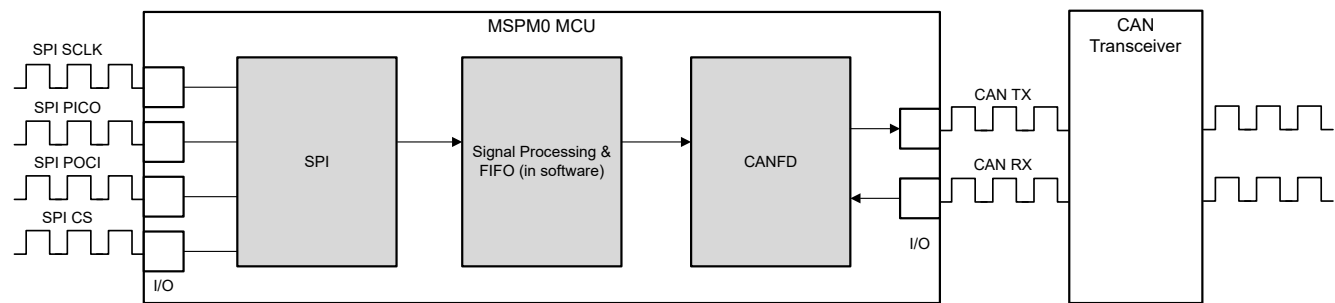 MSPM0 MCU
CAN
Transceiver
SPI SCLK
SPI PICO
SPI POCI
SPI CS
I/O
SPI
Signal Processing &
FIFO (in software)
CANFD
CAN TX
CAN RX
I/O